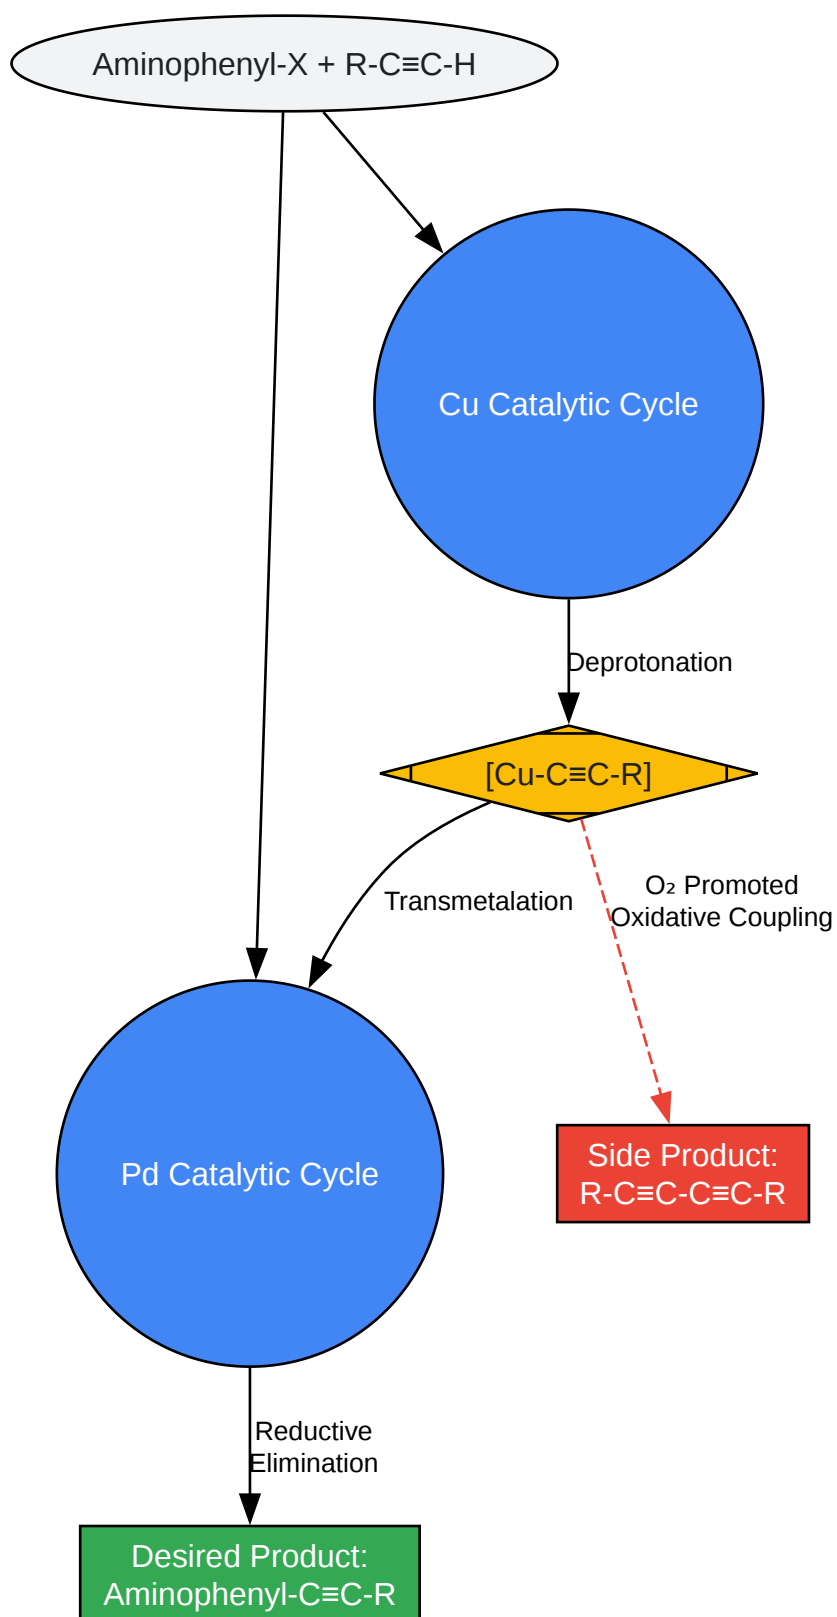 Aminophenyl-X + R-C≡C-H
Cu Catalytic Cycle
Deprotonation
[Cu-C≡C-R]
Transmetalation
O₂ Promoted
Oxidative Coupling
Pd Catalytic Cycle
Side Product:
R-C≡C-C≡C-R
Reductive
Elimination
Desired Product:
Aminophenyl-C≡C-R